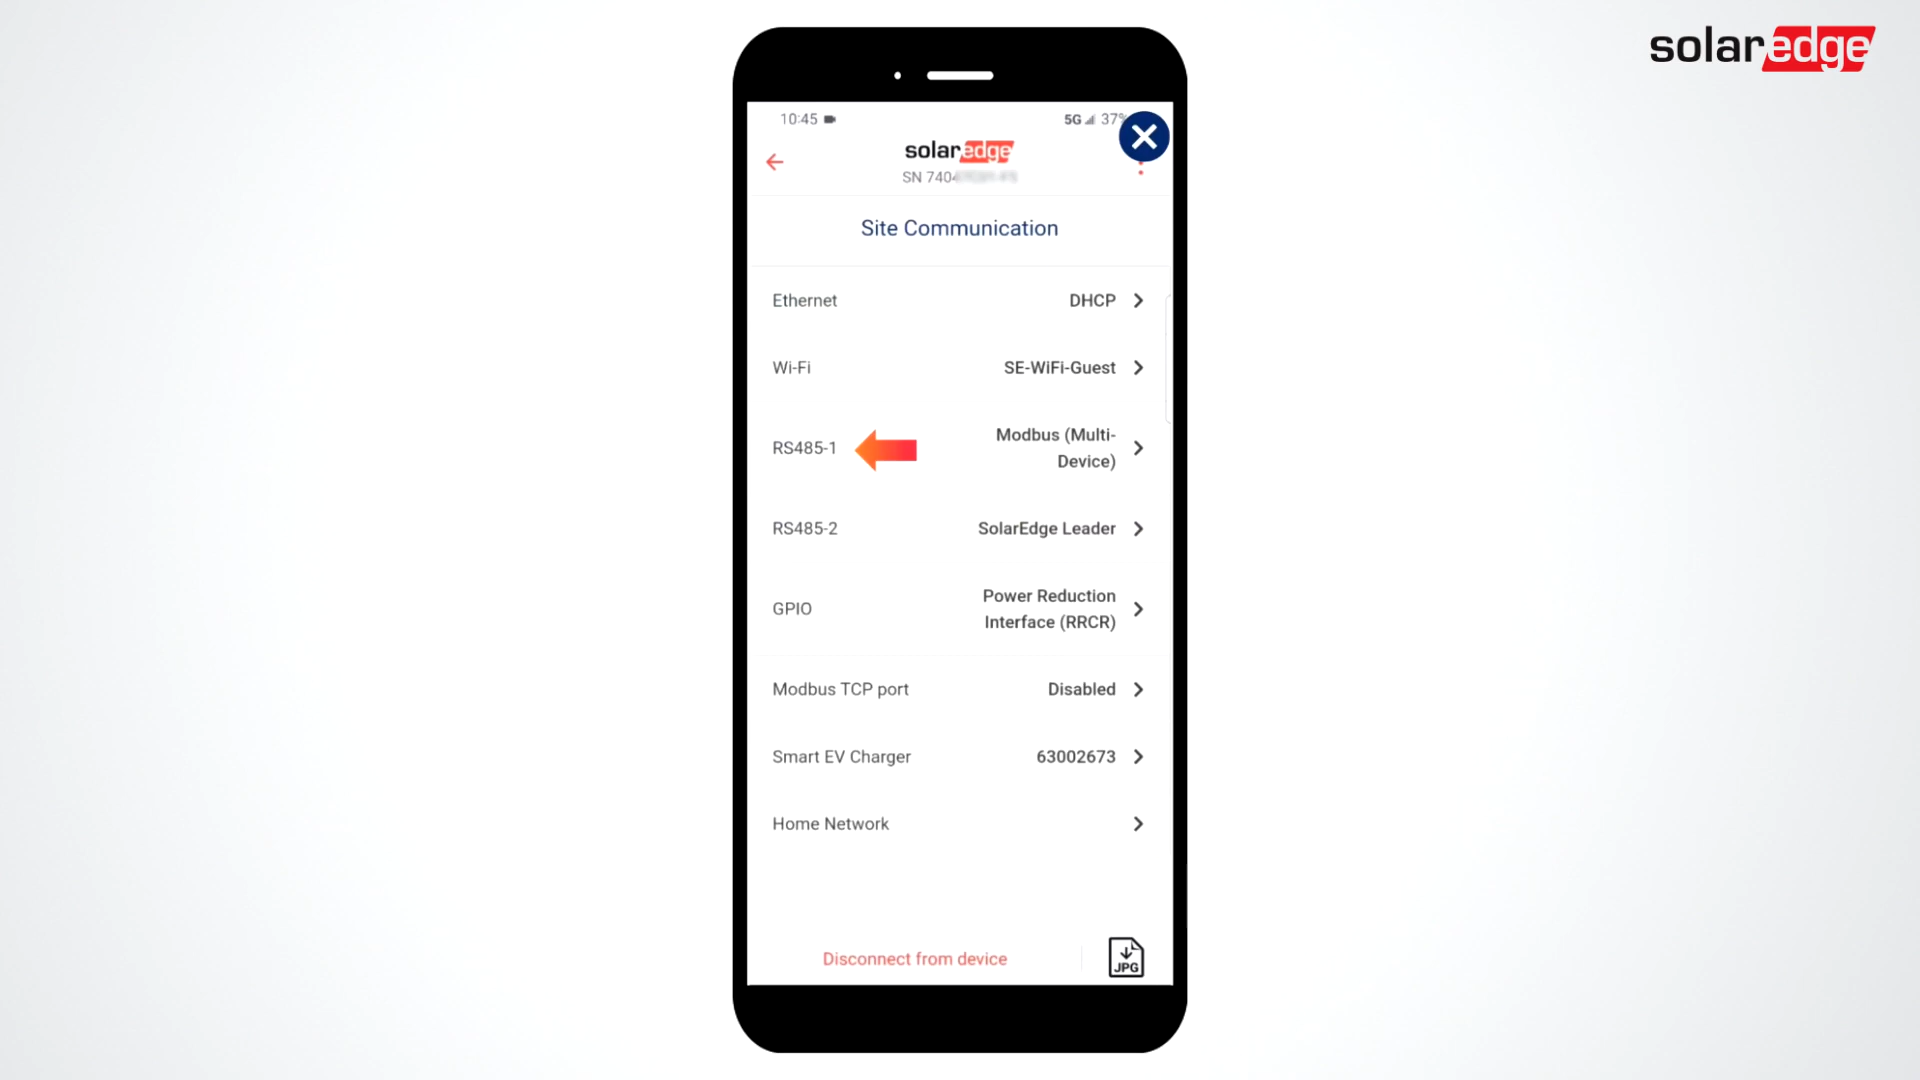 solaredge
10:45 5G 37%
solaredge
SN 740
Site Communication
Ethernet DHCP
Wi-Fi SE-WiFi-Guest
RS485-1 Modbus (Multi-
Device)
RS485-2 SolarEdge Leader
GPIO Power Reduction
Interface (RRCR)
Modbus TCP port Disabled
Smart EV Charger 63002673
Home Network
Disconnect from device JPG